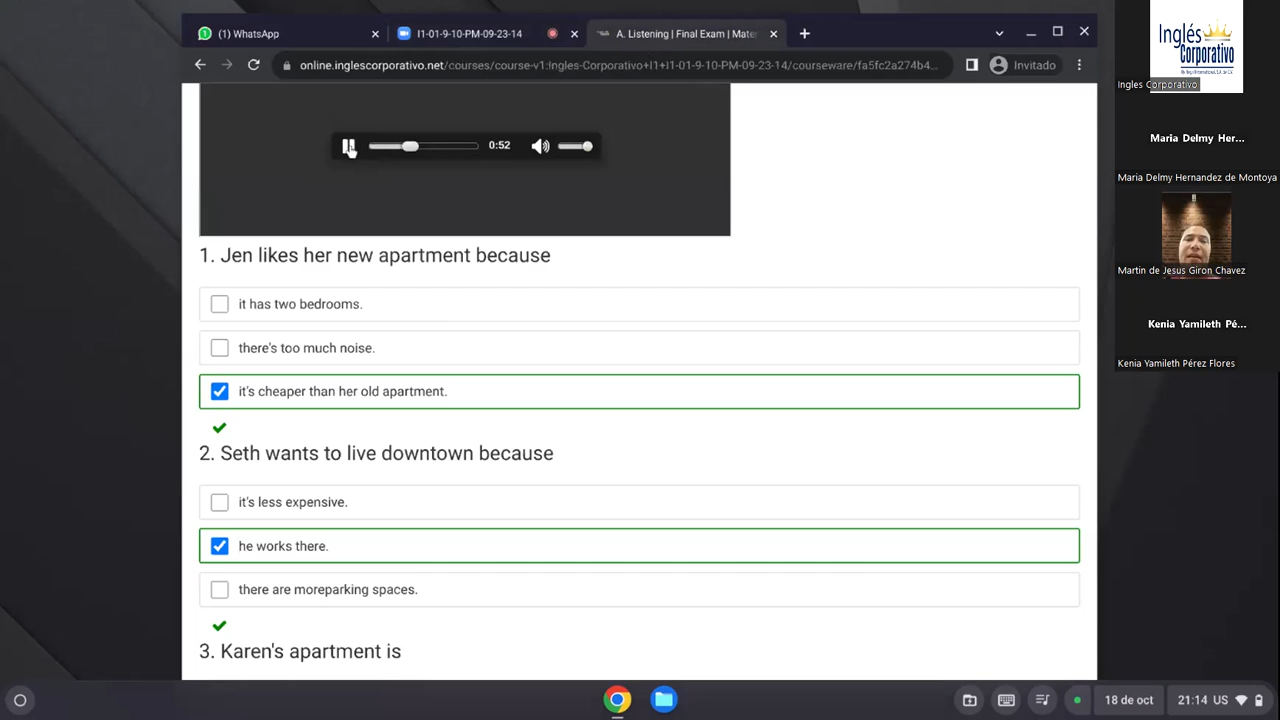 (1) WhatsApp
I1-01-9-10-PM-09-23-14
A. Listening | Final Exam | Mate
online.inglescorporativo.net/courses/course-v1:Ingles-Corporativo+I1+I1-01-9-10-PM-09-23-14/courseware/fa5fc2a274b4...
Invitado
0:52
1. Jen likes her new apartment because
it has two bedrooms.
there's too much noise.
it's cheaper than her old apartment.
2. Seth wants to live downtown because
it's less expensive.
he works there.
there are moreparking spaces.
3. Karen's apartment is
18 de oct
21:14 US
Inglés
Corporativo
Ingles Corporativo
Maria Delmy Her...
Maria Delmy Hernandez de Montoya
Martin de Jesus Giron Chavez
Kenia Yamileth Pé...
Kenia Yamileth Pérez Flores